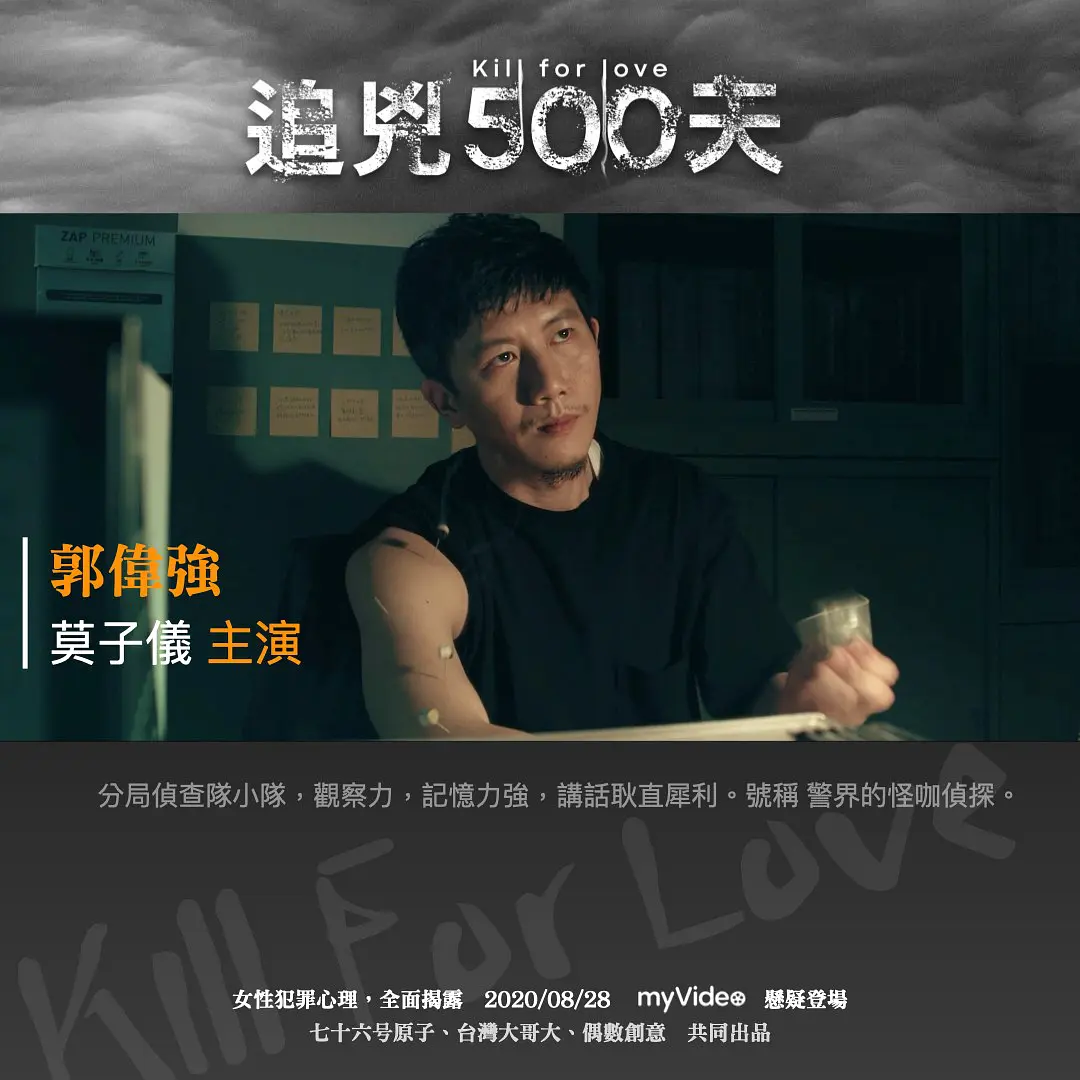 Kill for love
追兇500夫
ZAP PREMIUM
郭偉強
莫子儀 主演
分局偵查隊小隊，觀察力，記憶力強，講話耿直犀利。號稱 警界的怪咖偵探。
Kill For Love
女性犯罪心理，全面揭露 2020/08/28 myVideo 懸疑登場
七十六号原子、台灣大哥大、偶數創意 共同出品